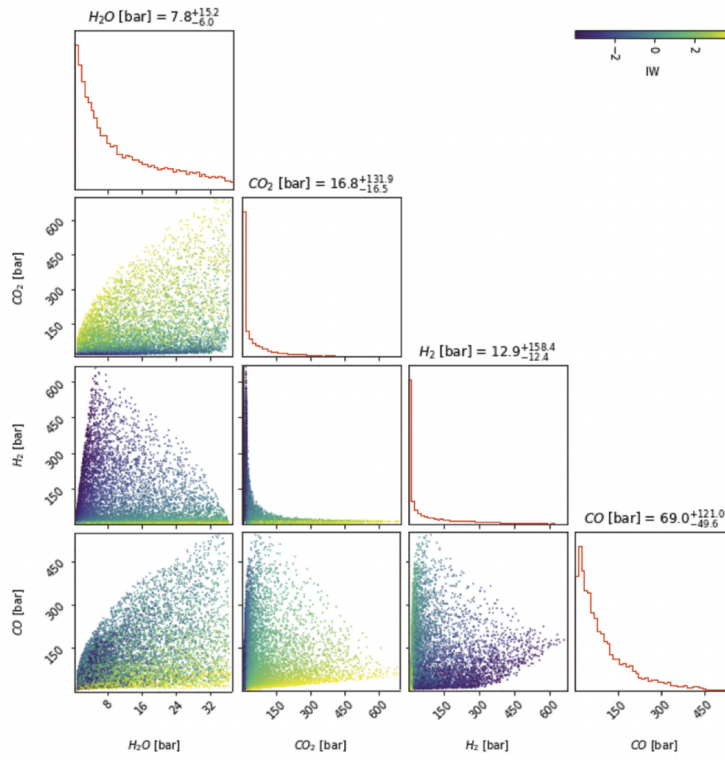 H₂O [bar] = 7.8+15.2−6.0
−2 0 2
IW
CO₂ [bar] = 16.8+131.9−16.5
600
450
300
150
CO₂ [bar]
H₂ [bar] = 12.9+158.4−12.4
600
450
300
150
H₂ [bar]
CO [bar] = 69.0+121.0−49.6
450
300
150
CO [bar]
8 16 24 32 150 300 450 600 150 300 450 600 150 300 450
H₂O [bar] CO₂ [bar] H₂ [bar] CO [bar]